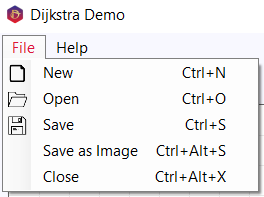 Dijkstra Demo
File Help
New Ctrl+N
Open Ctrl+O
Save Ctrl+S
Save as Image Ctrl+Alt+S
Close Ctrl+Alt+X